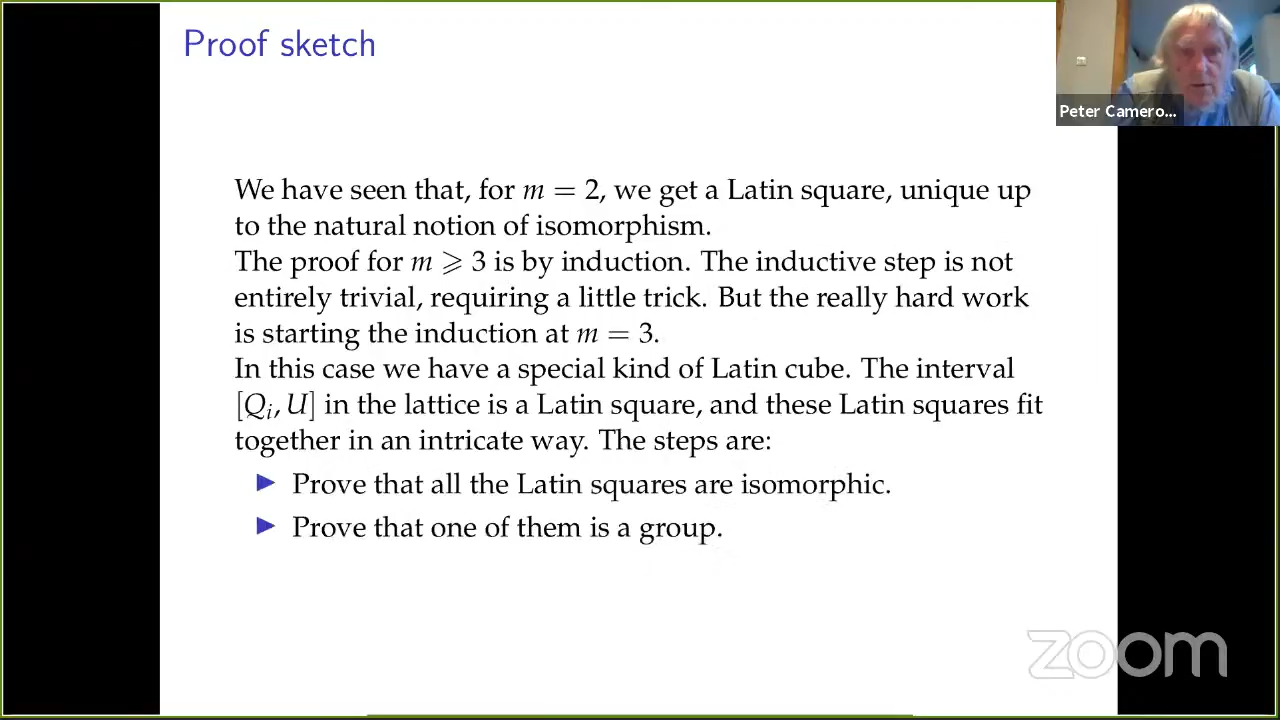 Proof sketch
Peter Camero...
We have seen that, for m = 2, we get a Latin square, unique up
to the natural notion of isomorphism.
The proof for m ⩾ 3 is by induction. The inductive step is not
entirely trivial, requiring a little trick. But the really hard work
is starting the induction at m = 3.
In this case we have a special kind of Latin cube. The interval
[Qᵢ, U] in the lattice is a Latin square, and these Latin squares fit
together in an intricate way. The steps are:
▶ Prove that all the Latin squares are isomorphic.
▶ Prove that one of them is a group.
zoom